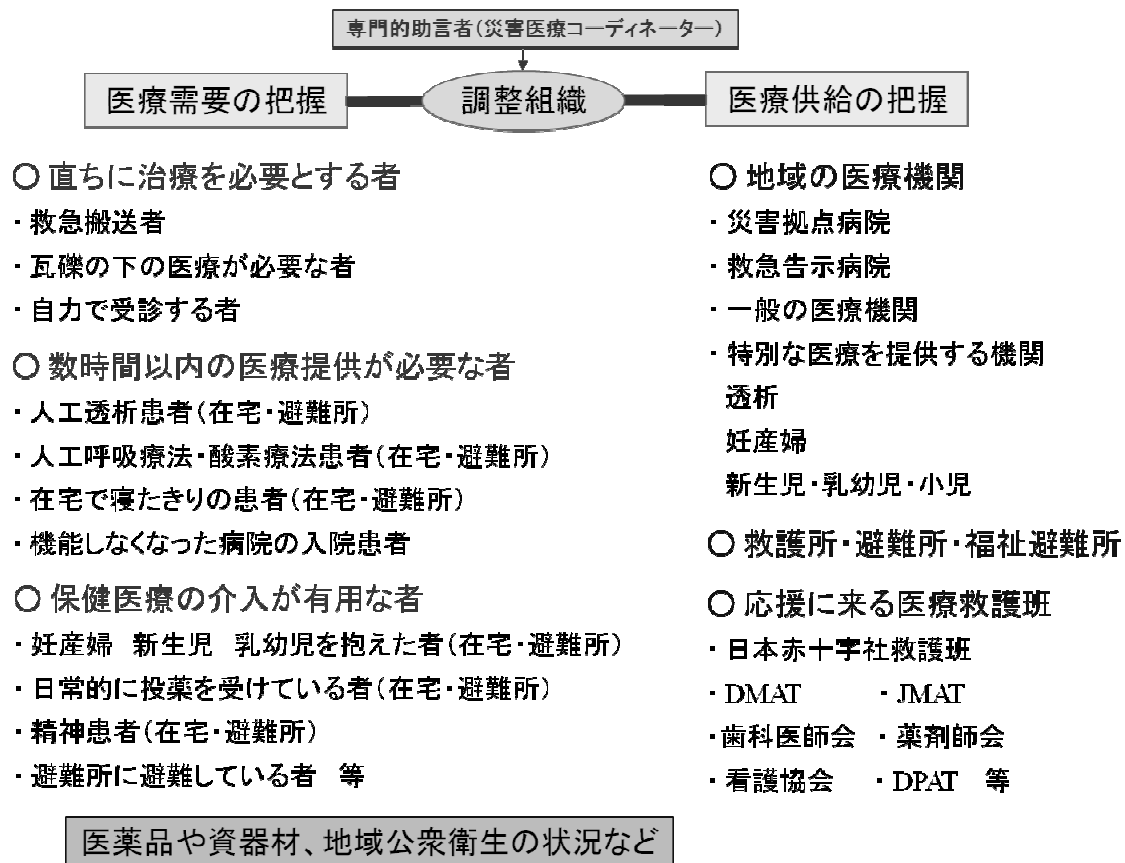 専門的助言者(災害医療コーディネーター)
医療需要の把握
調整組織
医療供給の把握
○ 直ちに治療を必要とする者
・救急搬送者
・瓦礫の下の医療が必要な者
・自力で受診する者
○ 数時間以内の医療提供が必要な者
・人工透析患者(在宅・避難所)
・人工呼吸療法・酸素療法患者(在宅・避難所)
・在宅で寝たきりの患者(在宅・避難所)
・機能しなくなった病院の入院患者
○ 保健医療の介入が有用な者
・妊産婦 新生児 乳幼児を抱えた者(在宅・避難所)
・日常的に投薬を受けている者(在宅・避難所)
・精神患者(在宅・避難所)
・避難所に避難している者 等
○ 地域の医療機関
・災害拠点病院
・救急告示病院
・一般の医療機関
・特別な医療を提供する機関
透析
妊産婦
新生児・乳幼児・小児
○ 救護所・避難所・福祉避難所
○ 応援に来る医療救護班
・日本赤十字社救護班
・DMAT ・JMAT
・歯科医師会 ・薬剤師会
・看護協会 ・DPAT 等
医薬品や資器材、地域公衆衛生の状況など